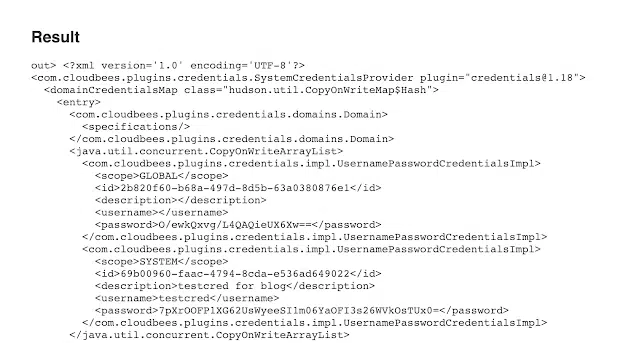 Result
out> <?xml version='1.0' encoding='UTF-8'?>
<com.cloudbees.plugins.credentials.SystemCredentialsProvider plugin="credentials@1.18">
<domainCredentialsMap class="hudson.util.CopyOnWriteMap$Hash">
<entry>
<com.cloudbees.plugins.credentials.domains.Domain>
<specifications/>
</com.cloudbees.plugins.credentials.domains.Domain>
<java.util.concurrent.CopyOnWriteArrayList>
<com.cloudbees.plugins.credentials.impl.UsernamePasswordCredentialsImpl>
<scope>GLOBAL</scope>
<id>2b820f60-b68a-497d-8d5b-63a0380876e1</id>
<description></description>
<username></username>
<password>O/ewkQxvg/L4QAQieUX6Xw==</password>
</com.cloudbees.plugins.credentials.impl.UsernamePasswordCredentialsImpl>
<com.cloudbees.plugins.credentials.impl.UsernamePasswordCredentialsImpl>
<scope>SYSTEM</scope>
<id>69b00960-faac-4794-8cda-e536ad649022</id>
<description>testcred for blog</description>
<username>testcred</username>
<password>7pXrOOFP1XG62UsWyeeSI1m06YaOFI3s26WVkOsTUx0=</password>
</com.cloudbees.plugins.credentials.impl.UsernamePasswordCredentialsImpl>
</java.util.concurrent.CopyOnWriteArrayList>